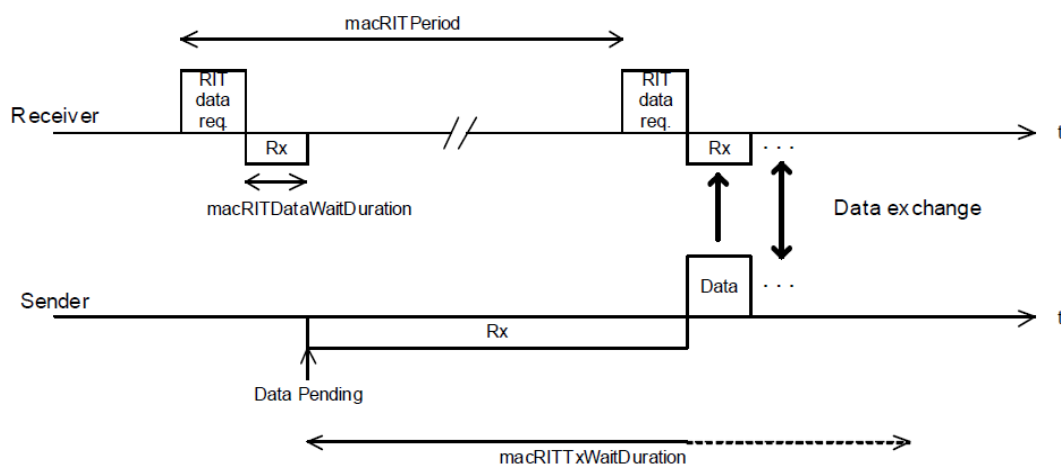 macRITPeriod
RIT
data
req.
RIT
data
req.
Receiver
t
Rx
Rx
. . .
macRITDataWaitDuration
Data exchange
Data
. . .
Sender
t
Rx
Data Pending
macRITTxWaitDuration